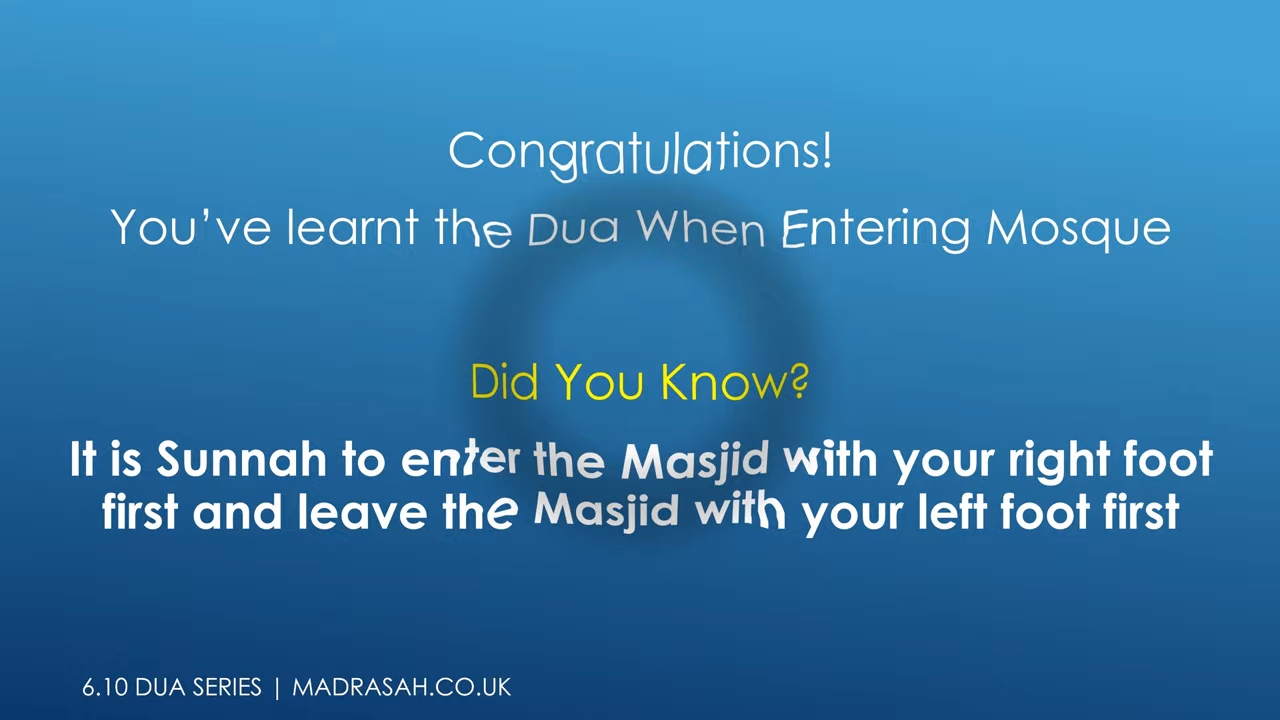 Congratulations!
You’ve learnt the Dua When Entering Mosque
Did You Know?
It is Sunnah to enter the Masjid with your right foot
first and leave the Masjid with your left foot first
6.10 DUA SERIES | MADRASAH.CO.UK